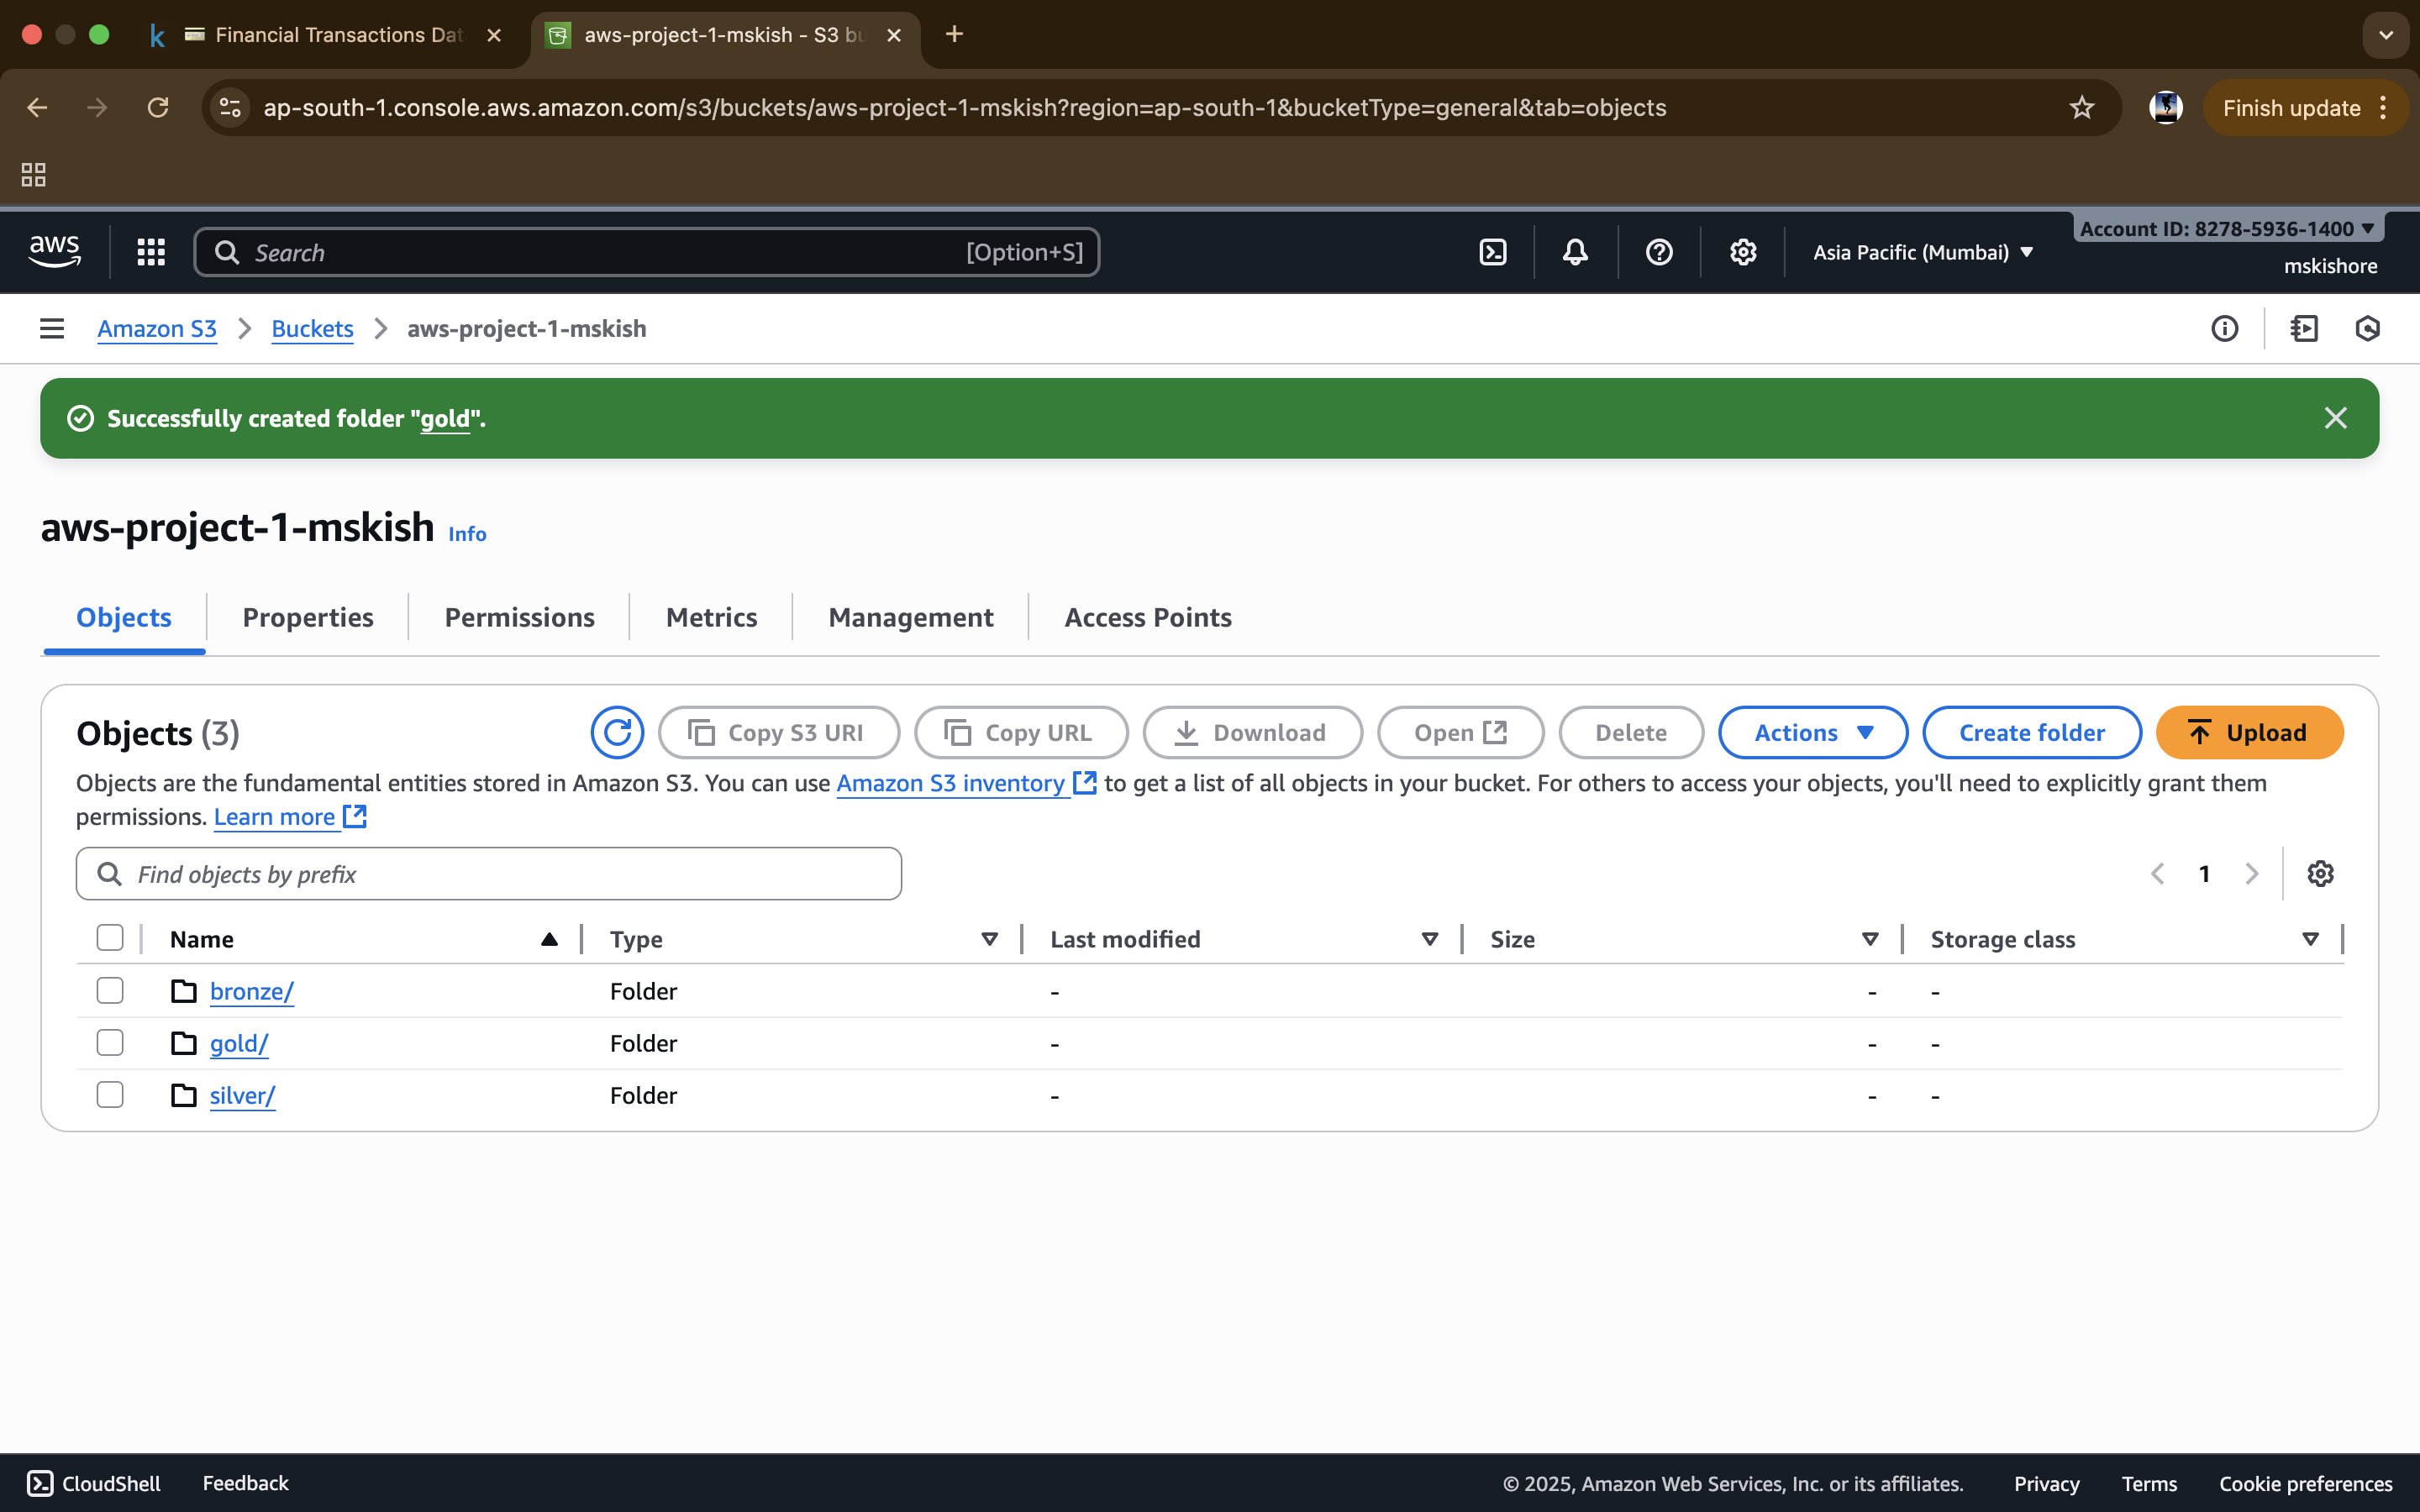 Financial Transactions Dat
aws-project-1-mskish - S3 bu
ap-south-1.console.aws.amazon.com/s3/buckets/aws-project-1-mskish?region=ap-south-1&bucketType=general&tab=objects
Finish update
aws
Search
[Option+S]
Asia Pacific (Mumbai)
Account ID: 8278-5936-1400
mskishore
Amazon S3
Buckets
aws-project-1-mskish
Successfully created folder "gold".
aws-project-1-mskish Info
Objects
Properties
Permissions
Metrics
Management
Access Points
Objects (3)
Copy S3 URI
Copy URL
Download
Open
Delete
Actions
Create folder
Upload
Objects are the fundamental entities stored in Amazon S3. You can use Amazon S3 inventory to get a list of all objects in your bucket. For others to access your objects, you'll need to explicitly grant them
permissions. Learn more
Find objects by prefix
1
Name Type Last modified Size Storage class
bronze/ Folder - - -
gold/ Folder - - -
silver/ Folder - - -
CloudShell
Feedback
© 2025, Amazon Web Services, Inc. or its affiliates.
Privacy
Terms
Cookie preferences